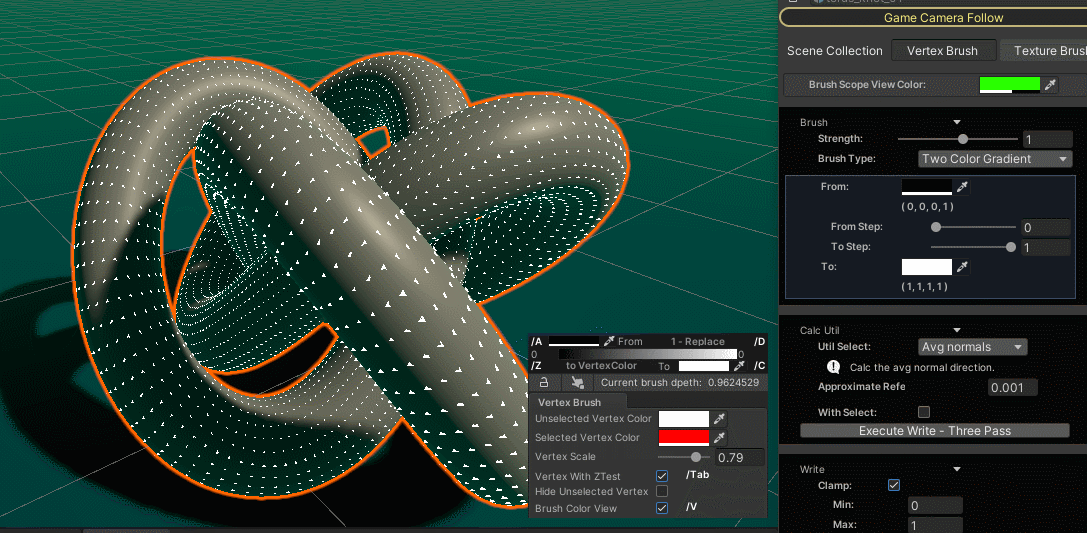 Game Camera Follow
Scene Collection
Vertex Brush
Texture Brush
Brush Scope View Color:
Brush
Strength:
1
Brush Type:
Two Color Gradient
From:
( 0, 0, 0, 1 )
From Step:
0
To Step:
1
To:
( 1, 1, 1, 1 )
Calc Util
Util Select:
Avg normals
Calc the avg normal direction.
Approximate Refe
0.001
With Select:
Execute Write - Three Pass
Write
Clamp:
Min:
0
Max:
1
/A
From
1 - Replace
/D
0
0
/Z
to VertexColor
To
/C
Current brush dpeth: 0.9624529
Vertex Brush
Unselected Vertex Color
Selected Vertex Color
Vertex Scale
0.79
Vertex With ZTest
/Tab
Hide Unselected Vertex
Brush Color View
/V